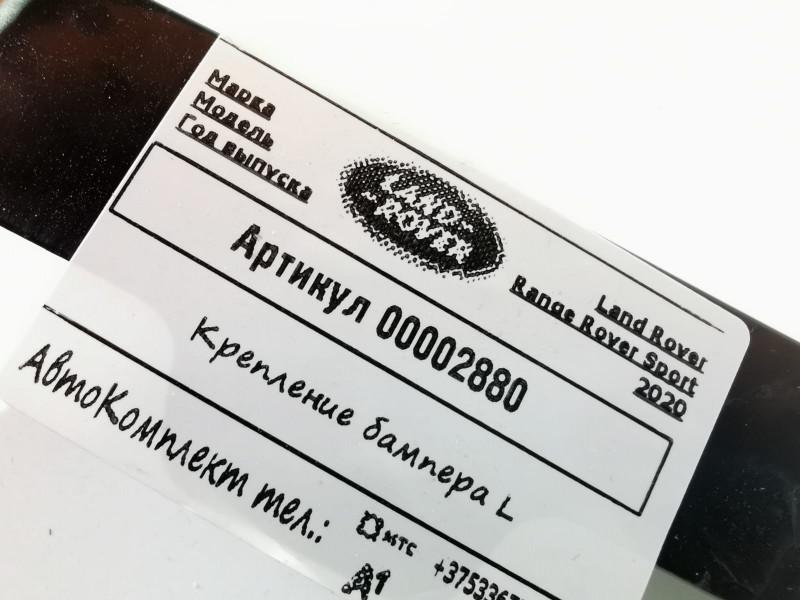 Марка Land Rover
Модель Range Rover Sport
Год выпуска 2020
LAND-
-ROVER
Артикул 00002880
Крепление бампера L
АвтоКомплект тел.: мтс
A1